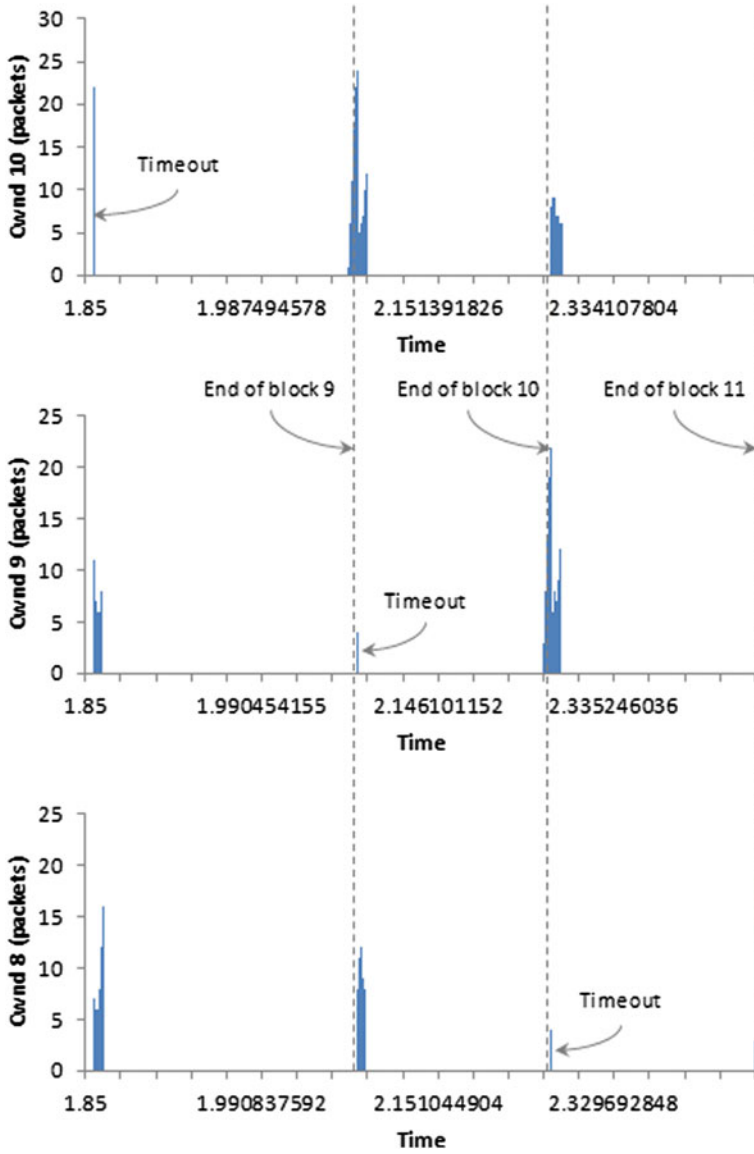 30
25
20
15
10
5
0
Cwnd 10 (packets)
Timeout
1.85 1.987494578 2.151391826 2.334107804
Time
End of block 9 End of block 10 End of block 11
25
20
15
10
5
0
Cwnd 9 (packets)
Timeout
1.85 1.990454155 2.146101152 2.335246036
Time
25
20
15
10
5
0
Cwnd 8 (packets)
Timeout
1.85 1.990837592 2.151044904 2.329692848
Time